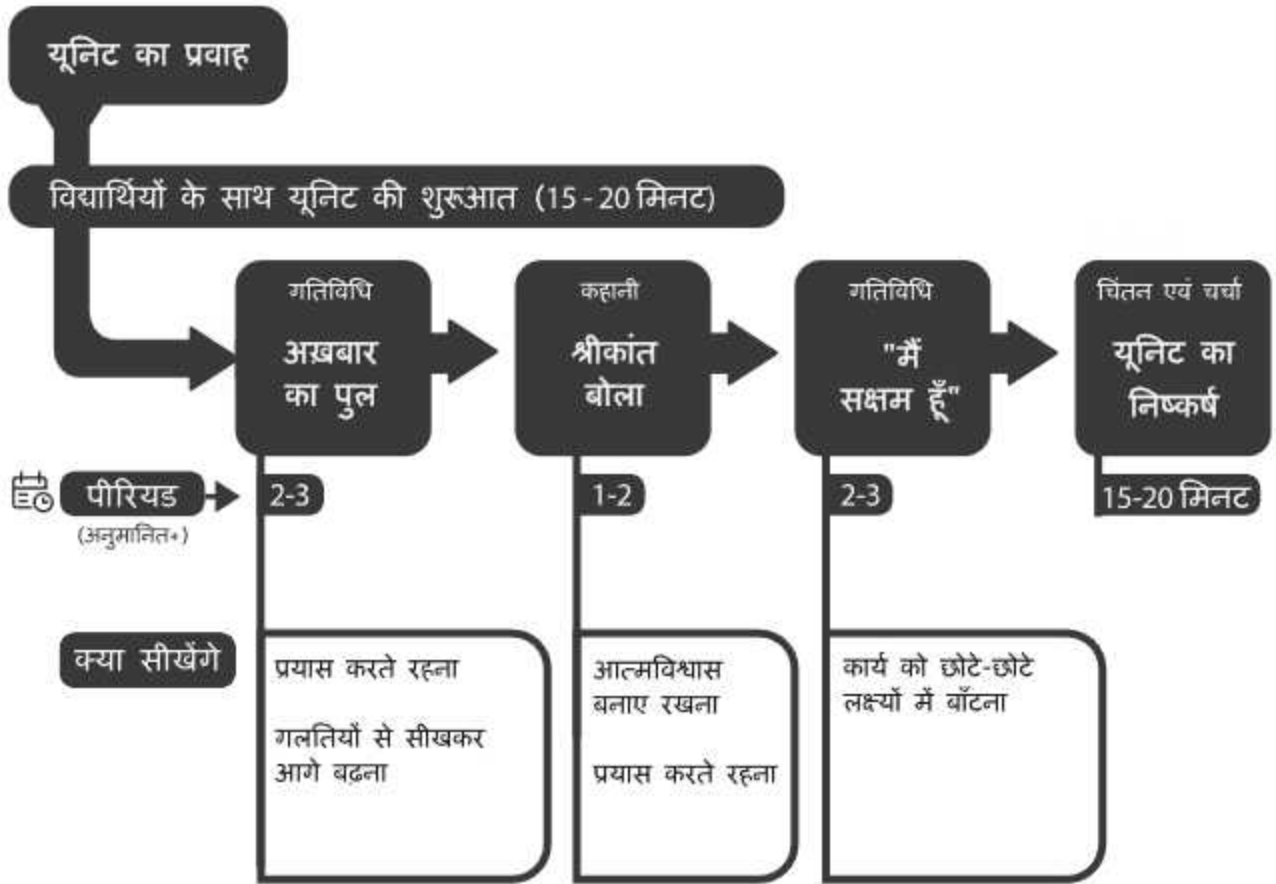 यूनिट का प्रवाह
विद्यार्थियों के साथ यूनिट की शुरूआत (15 - 20 मिनट)
गतिविधि
अख़बार
का पुल
कहानी
श्रीकांत
बोला
गतिविधि
"मैं
सक्षम हूँ"
चिंतन एवं चर्चा
यूनिट का
निष्कर्ष
पीरियड
(अनुमानित*)
2-3
1-2
2-3
15-20 मिनट
क्या सीखेंगे
प्रयास करते रहना
गलतियों से सीखकर
आगे बढ़ना
आत्मविश्वास
बनाए रखना
प्रयास करते रहना
कार्य को छोटे-छोटे
लक्ष्यों में बाँटना